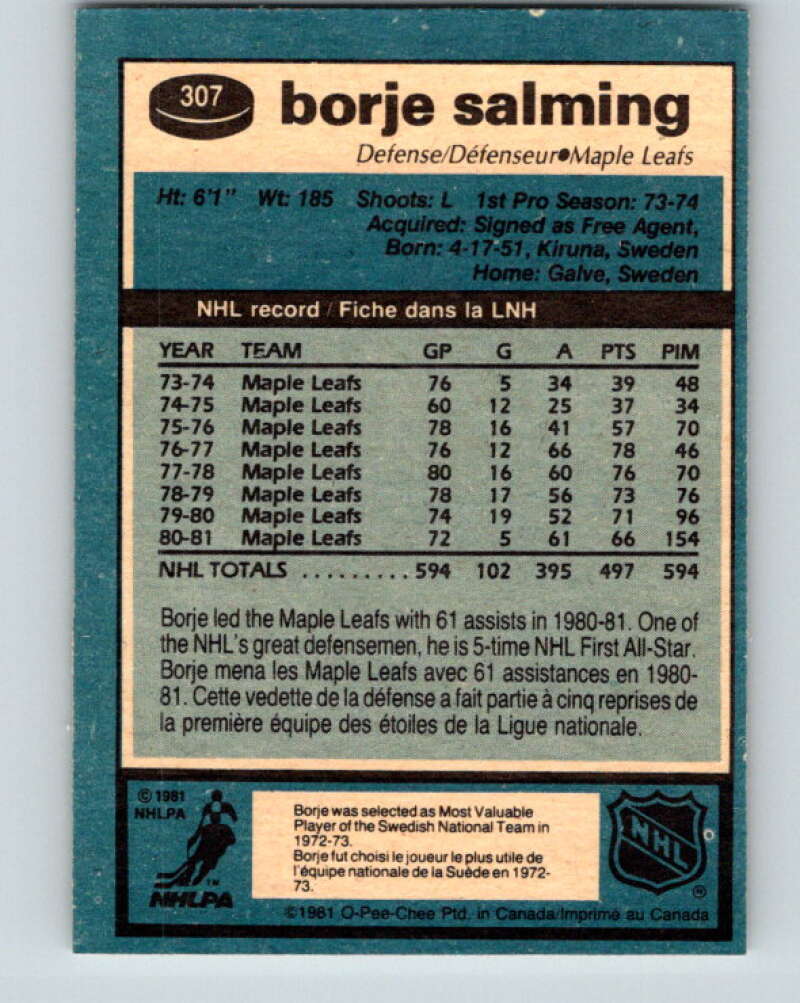 307 borje salming
Defense/Défenseur●Maple Leafs
Ht: 6'1" Wt: 185 Shoots: L 1st Pro Season: 73-74
Acquired: Signed as Free Agent,
Born: 4-17-51, Kiruna, Sweden
Home: Galve, Sweden
NHL record / Fiche dans la LNH
YEAR TEAM GP G A PTS PIM
73-74 Maple Leafs 76 5 34 39 48
74-75 Maple Leafs 60 12 25 37 34
75-76 Maple Leafs 78 16 41 57 70
76-77 Maple Leafs 76 12 66 78 46
77-78 Maple Leafs 80 16 60 76 70
78-79 Maple Leafs 78 17 56 73 76
79-80 Maple Leafs 74 19 52 71 96
80-81 Maple Leafs 72 5 61 66 154
NHL TOTALS .........594 102 395 497 594
Borje led the Maple Leafs with 61 assists in 1980-81. One of
the NHL's great defensemen, he is 5-time NHL First All-Star.
Borje mena les Maple Leafs avec 61 assistances en 1980-
81. Cette vedette de la défense a fait partie à cinq reprises de
la première équipe des étoiles de la Ligue nationale.
© 1981
NHLPA
TM
NHLPA
Borje was selected as Most Valuable
Player of the Swedish National Team in
1972-73.
Borje fut choisi le joueur le plus utile de
l'équipe nationale de la Suède en 1972-
73.
NHL
®
©1981 O-Pee-Chee Ptd. in Canada/Imprimé au Canada